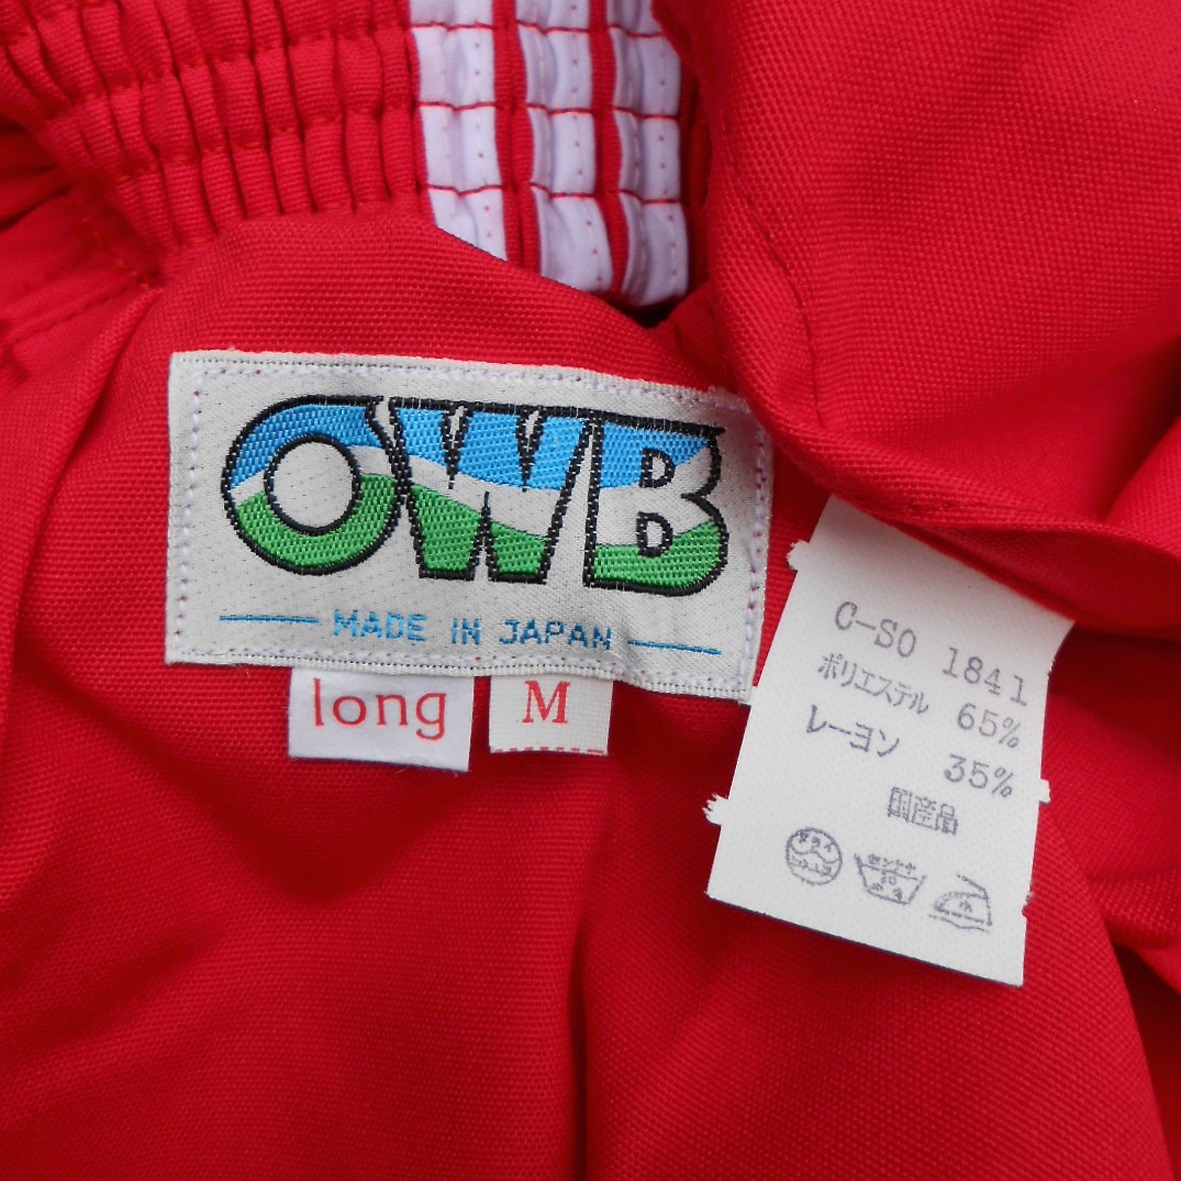 OWB
MADE IN JAPAN
long
M
C-SO 1841
ポリエステル 65%
レーヨン 35%
国産品